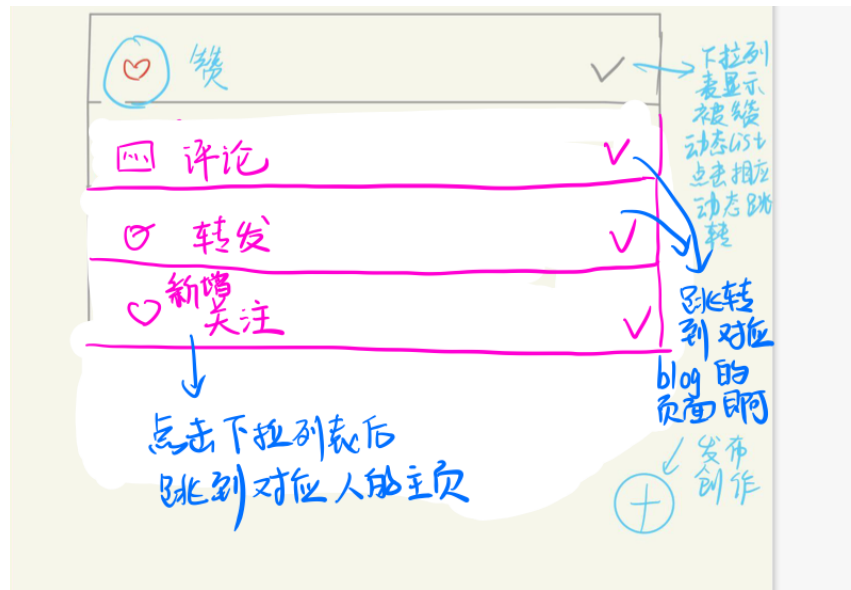 赞
下拉列
表显示
被赞
动态list
点击相应
动态跳
转
评论
转发
新增
关注
跳转
到对应
blog的
页面即可
点击下拉列表后
跳到对应人的主页
发布
创作